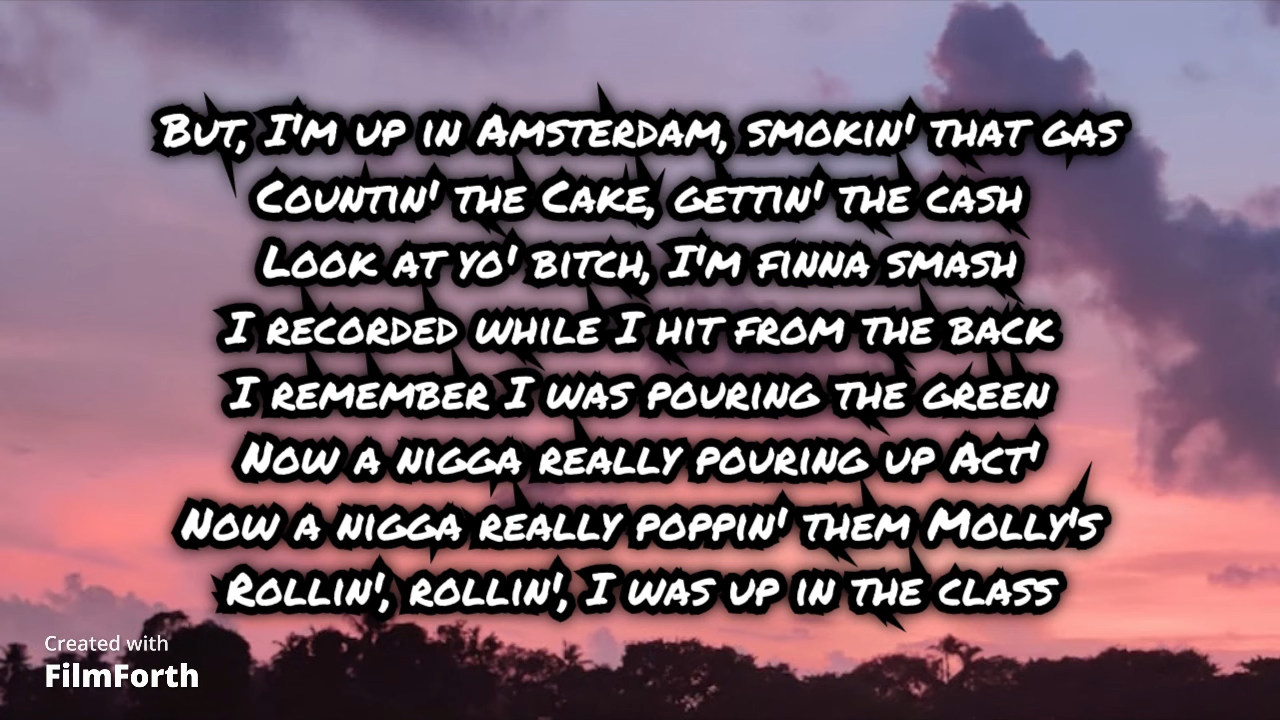 But, I'm up in Amsterdam, smokin' that gas
Countin' the Cake, gettin' the cash
Look at yo' bitch, I'm finna smash
I recorded while I hit from the back
I remember I was pouring the green
Now a nigga really pouring up Act'
Now a nigga really poppin' them Molly's
Rollin', rollin', I was up in the class
Created with
FilmForth